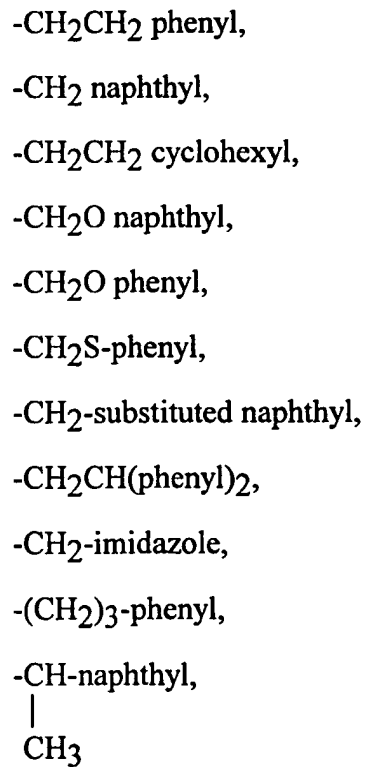 -CH2CH2 phenyl,
-CH2 naphthyl,
-CH2CH2 cyclohexyl,
-CH2O naphthyl,
-CH2O phenyl,
-CH2S-phenyl,
-CH2-substituted naphthyl,
-CH2CH(phenyl)2,
-CH2-imidazole,
-(CH2)3-phenyl,
-CH-naphthyl,
|
CH3